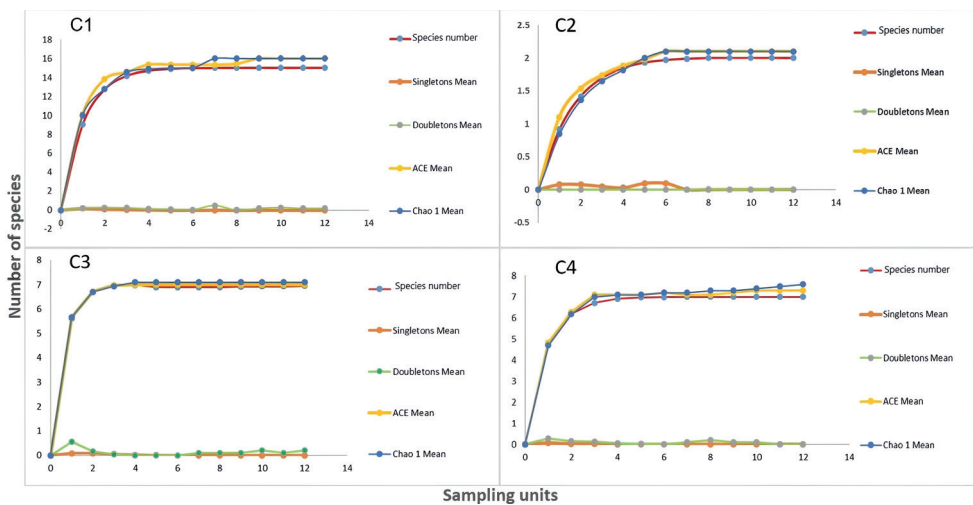 C1
18
16
14
12
10
8
6
4
2
0
-2
0 2 4 6 8 10 12 14
Species number
Singletons Mean
Doubletons Mean
ACE Mean
Chao 1 Mean
C2
2.5
2
1.5
1
0.5
0
-0.5
0 2 4 6 8 10 12 14
Species number
Singletons Mean
Doubletons Mean
ACE Mean
Chao 1 Mean
Number of species
C3
8
7
6
5
4
3
2
1
0
0 2 4 6 8 10 12 14
Species number
Singletons Mean
Doubletons Mean
ACE Mean
Chao 1 Mean
C4
8
7
6
5
4
3
2
1
0
0 2 4 6 8 10 12 14
Species number
Singletons Mean
Doubletons Mean
ACE Mean
Chao 1 Mean
Sampling units